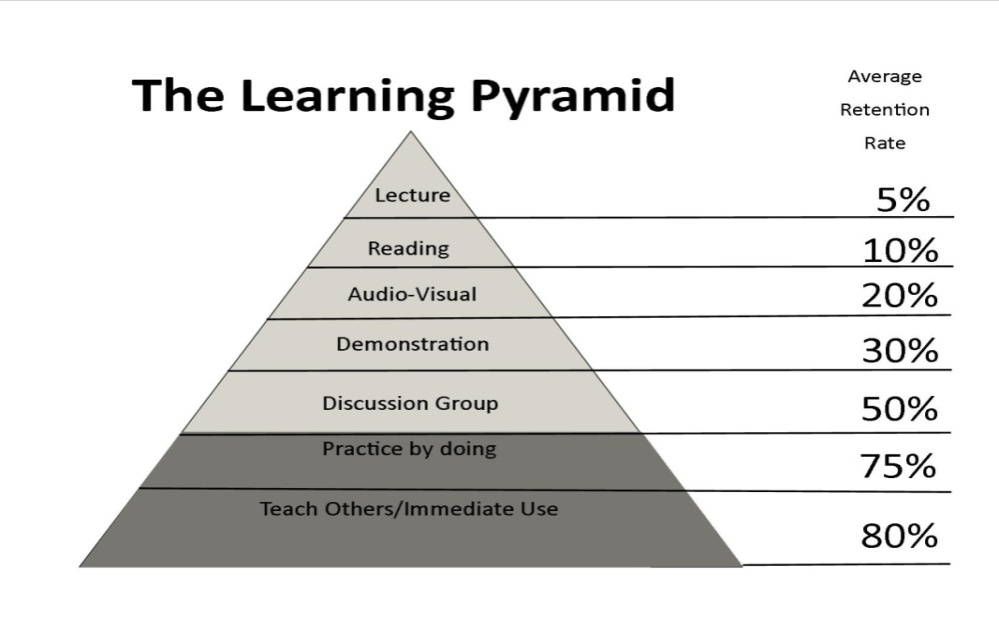 The Learning Pyramid
Average
Retention
Rate
Lecture
5%
Reading
10%
Audio-Visual
20%
Demonstration
30%
Discussion Group
50%
Practice by doing
75%
Teach Others/Immediate Use
80%